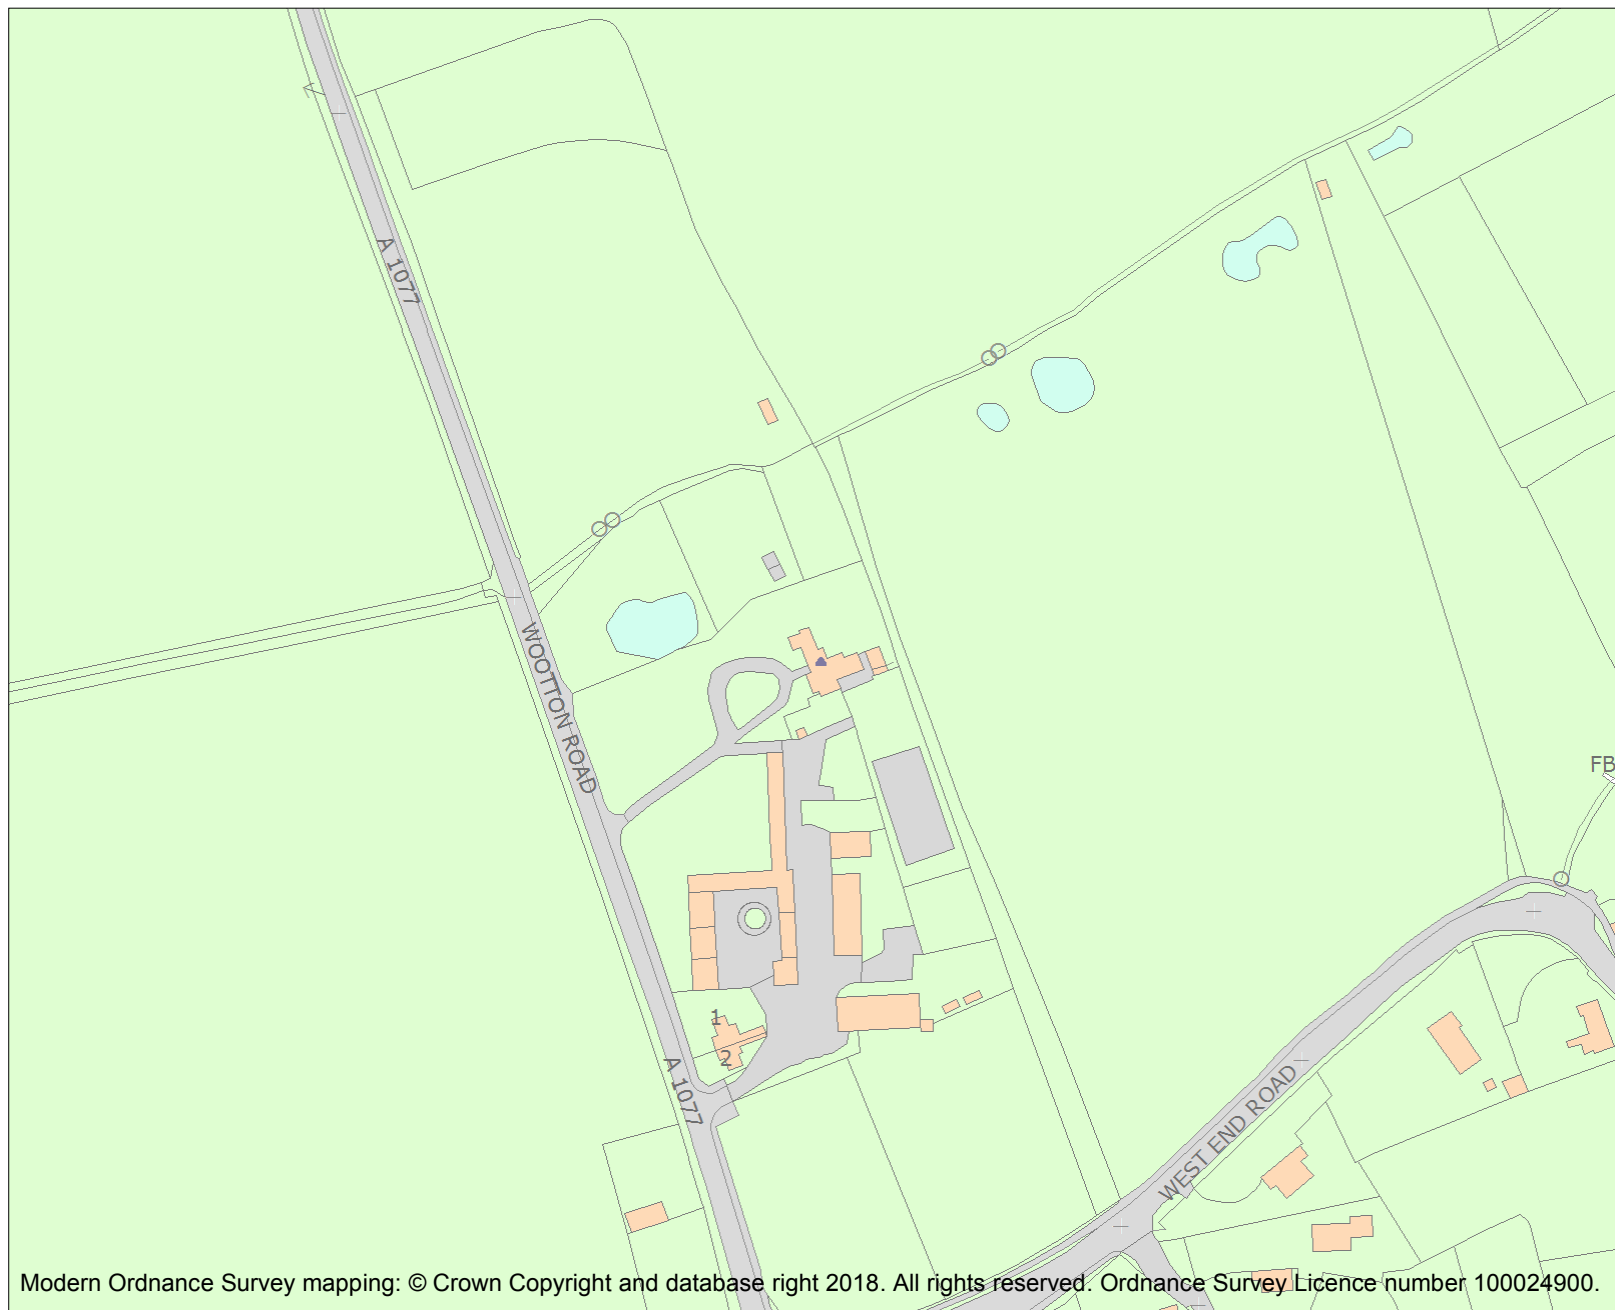 A 1077
WOOTTON ROAD
FB
1
2
A 1077
WEST END ROAD
Modern Ordnance Survey mapping: © Crown Copyright and database right 2018. All rights reserved. Ordnance Survey Licence number 100024900.